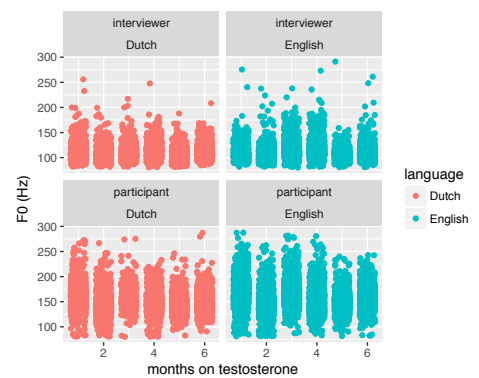 interviewer
interviewer
Dutch
English
300
250
200
150
100
participant
participant
Dutch
English
300
250
200
150
100
F0 (Hz)
2 4 6
2 4 6
months on testosterone
language
Dutch
English